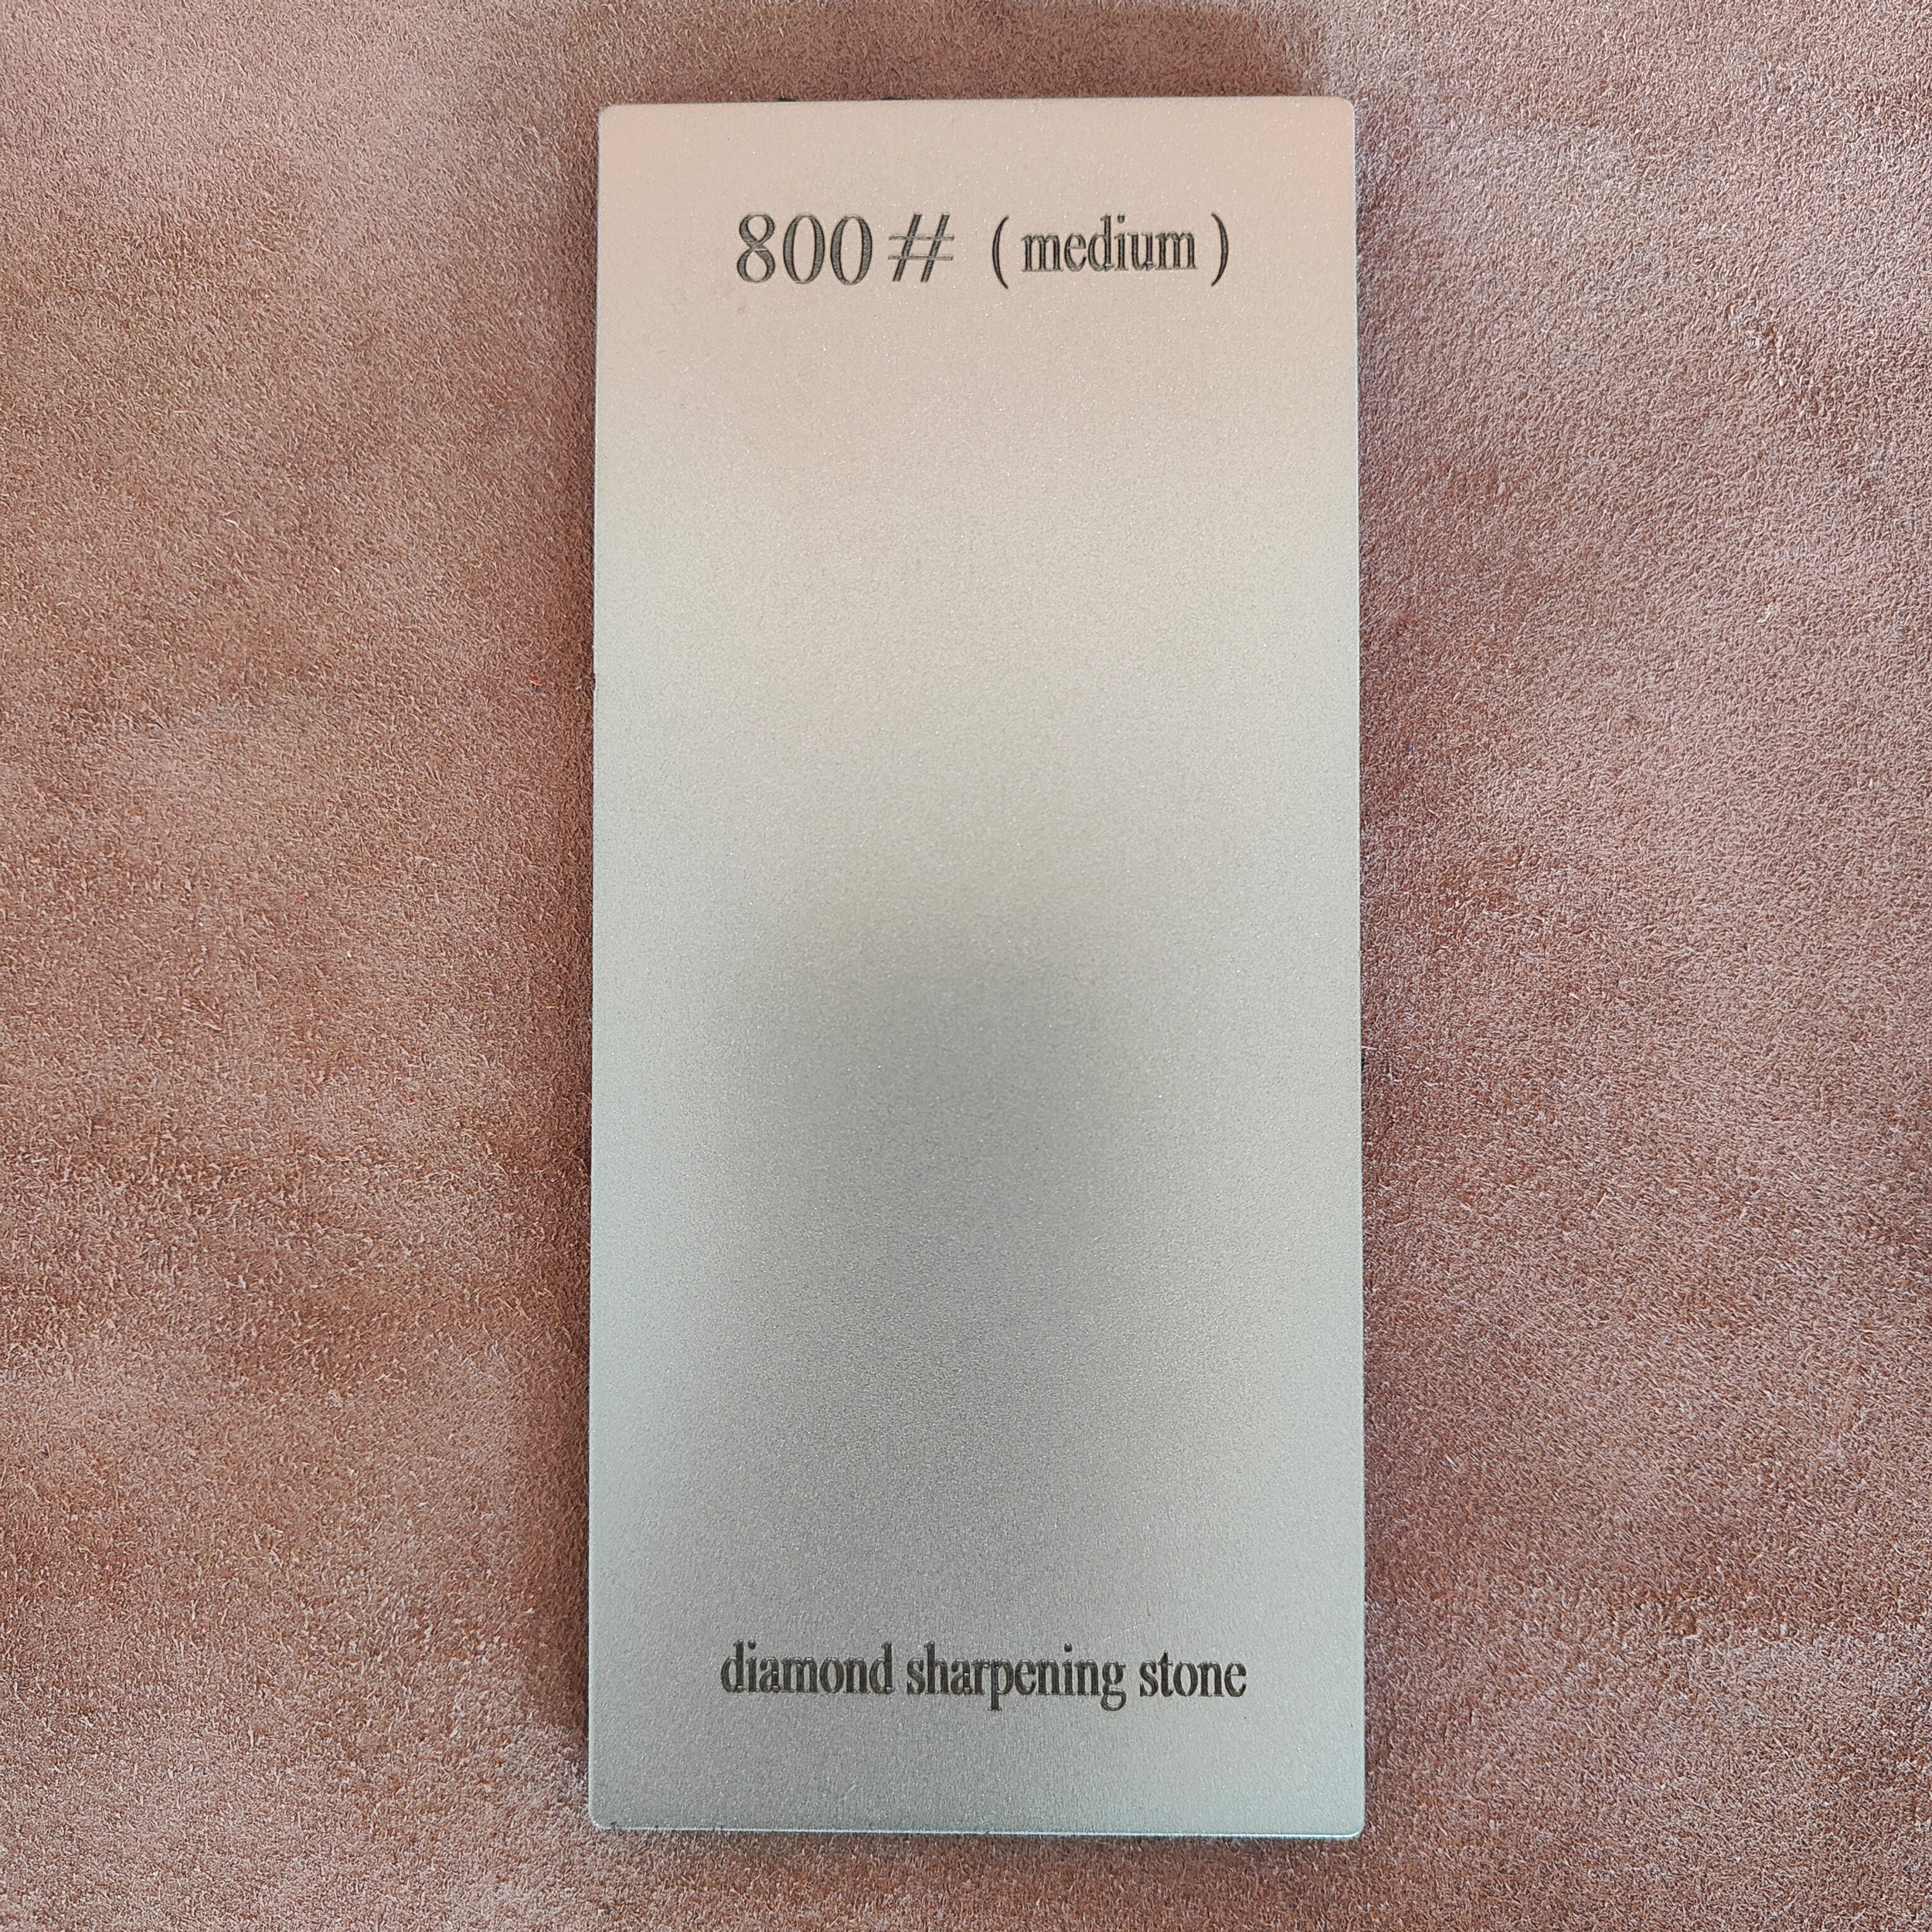 800# (medium)
diamond sharpening stone